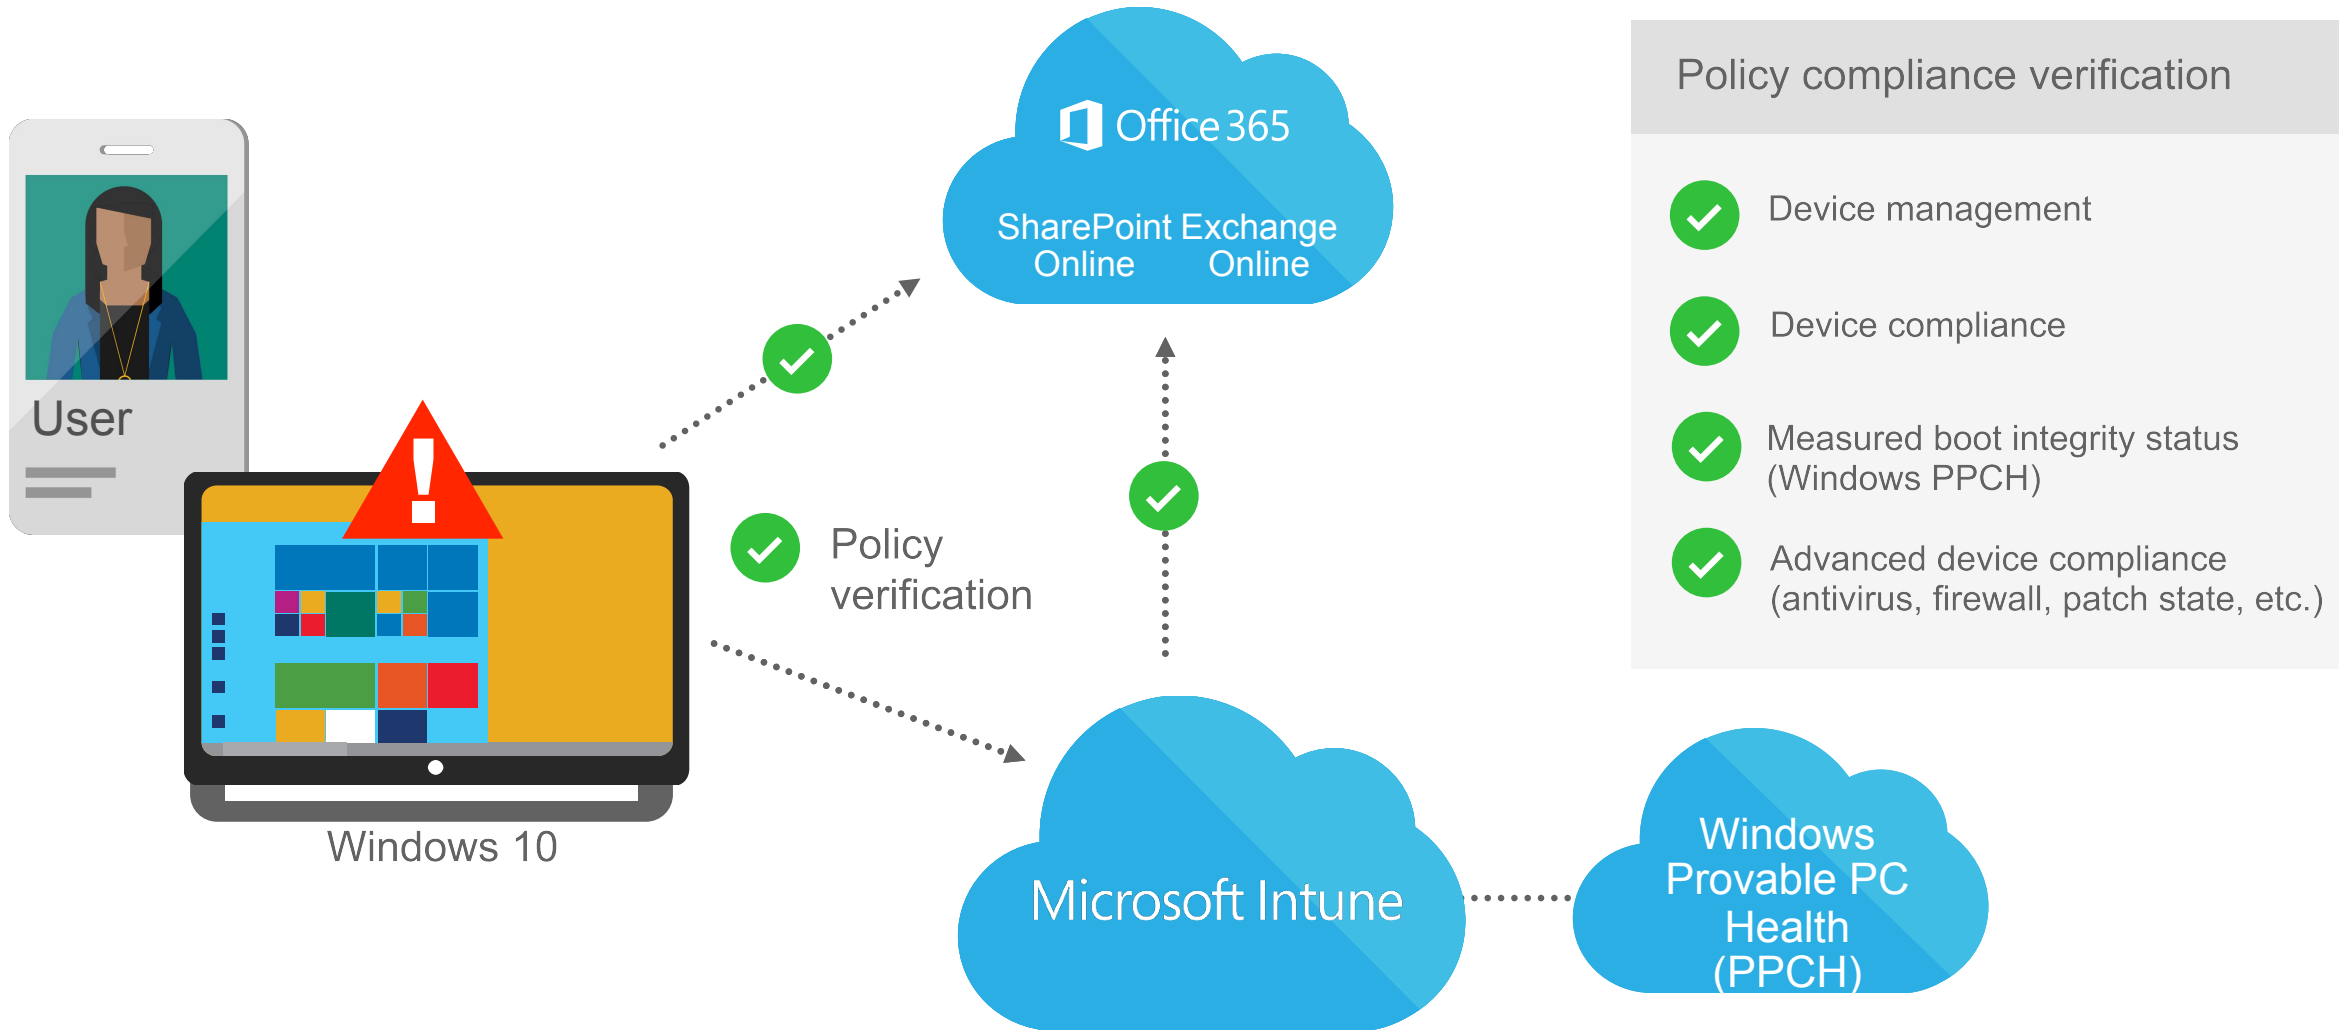 User
Windows 10
Policy
verification
Office 365
SharePoint Exchange
Online Online
Microsoft Intune
Windows
Provable PC
Health
(PPCH)
Policy compliance verification
Device management
Device compliance
Measured boot integrity status
(Windows PPCH)
Advanced device compliance
(antivirus, firewall, patch state, etc.)